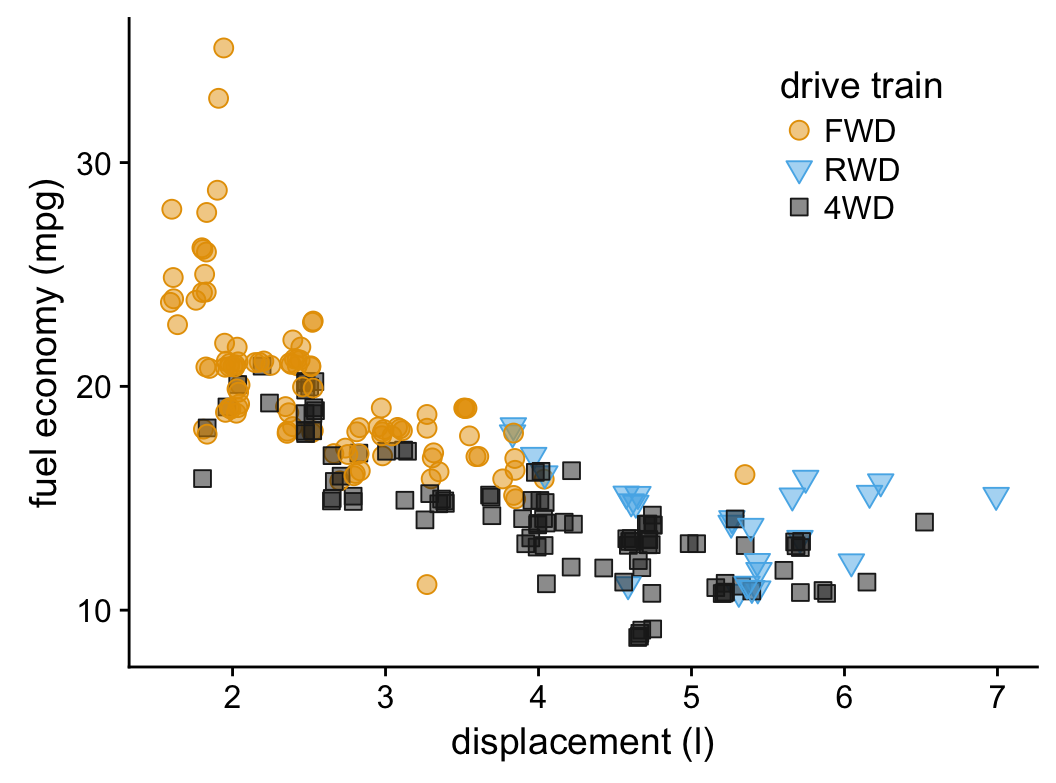 drive train
FWD
RWD
4WD
fuel economy (mpg)
30
20
10
2 3 4 5 6 7
displacement (l)